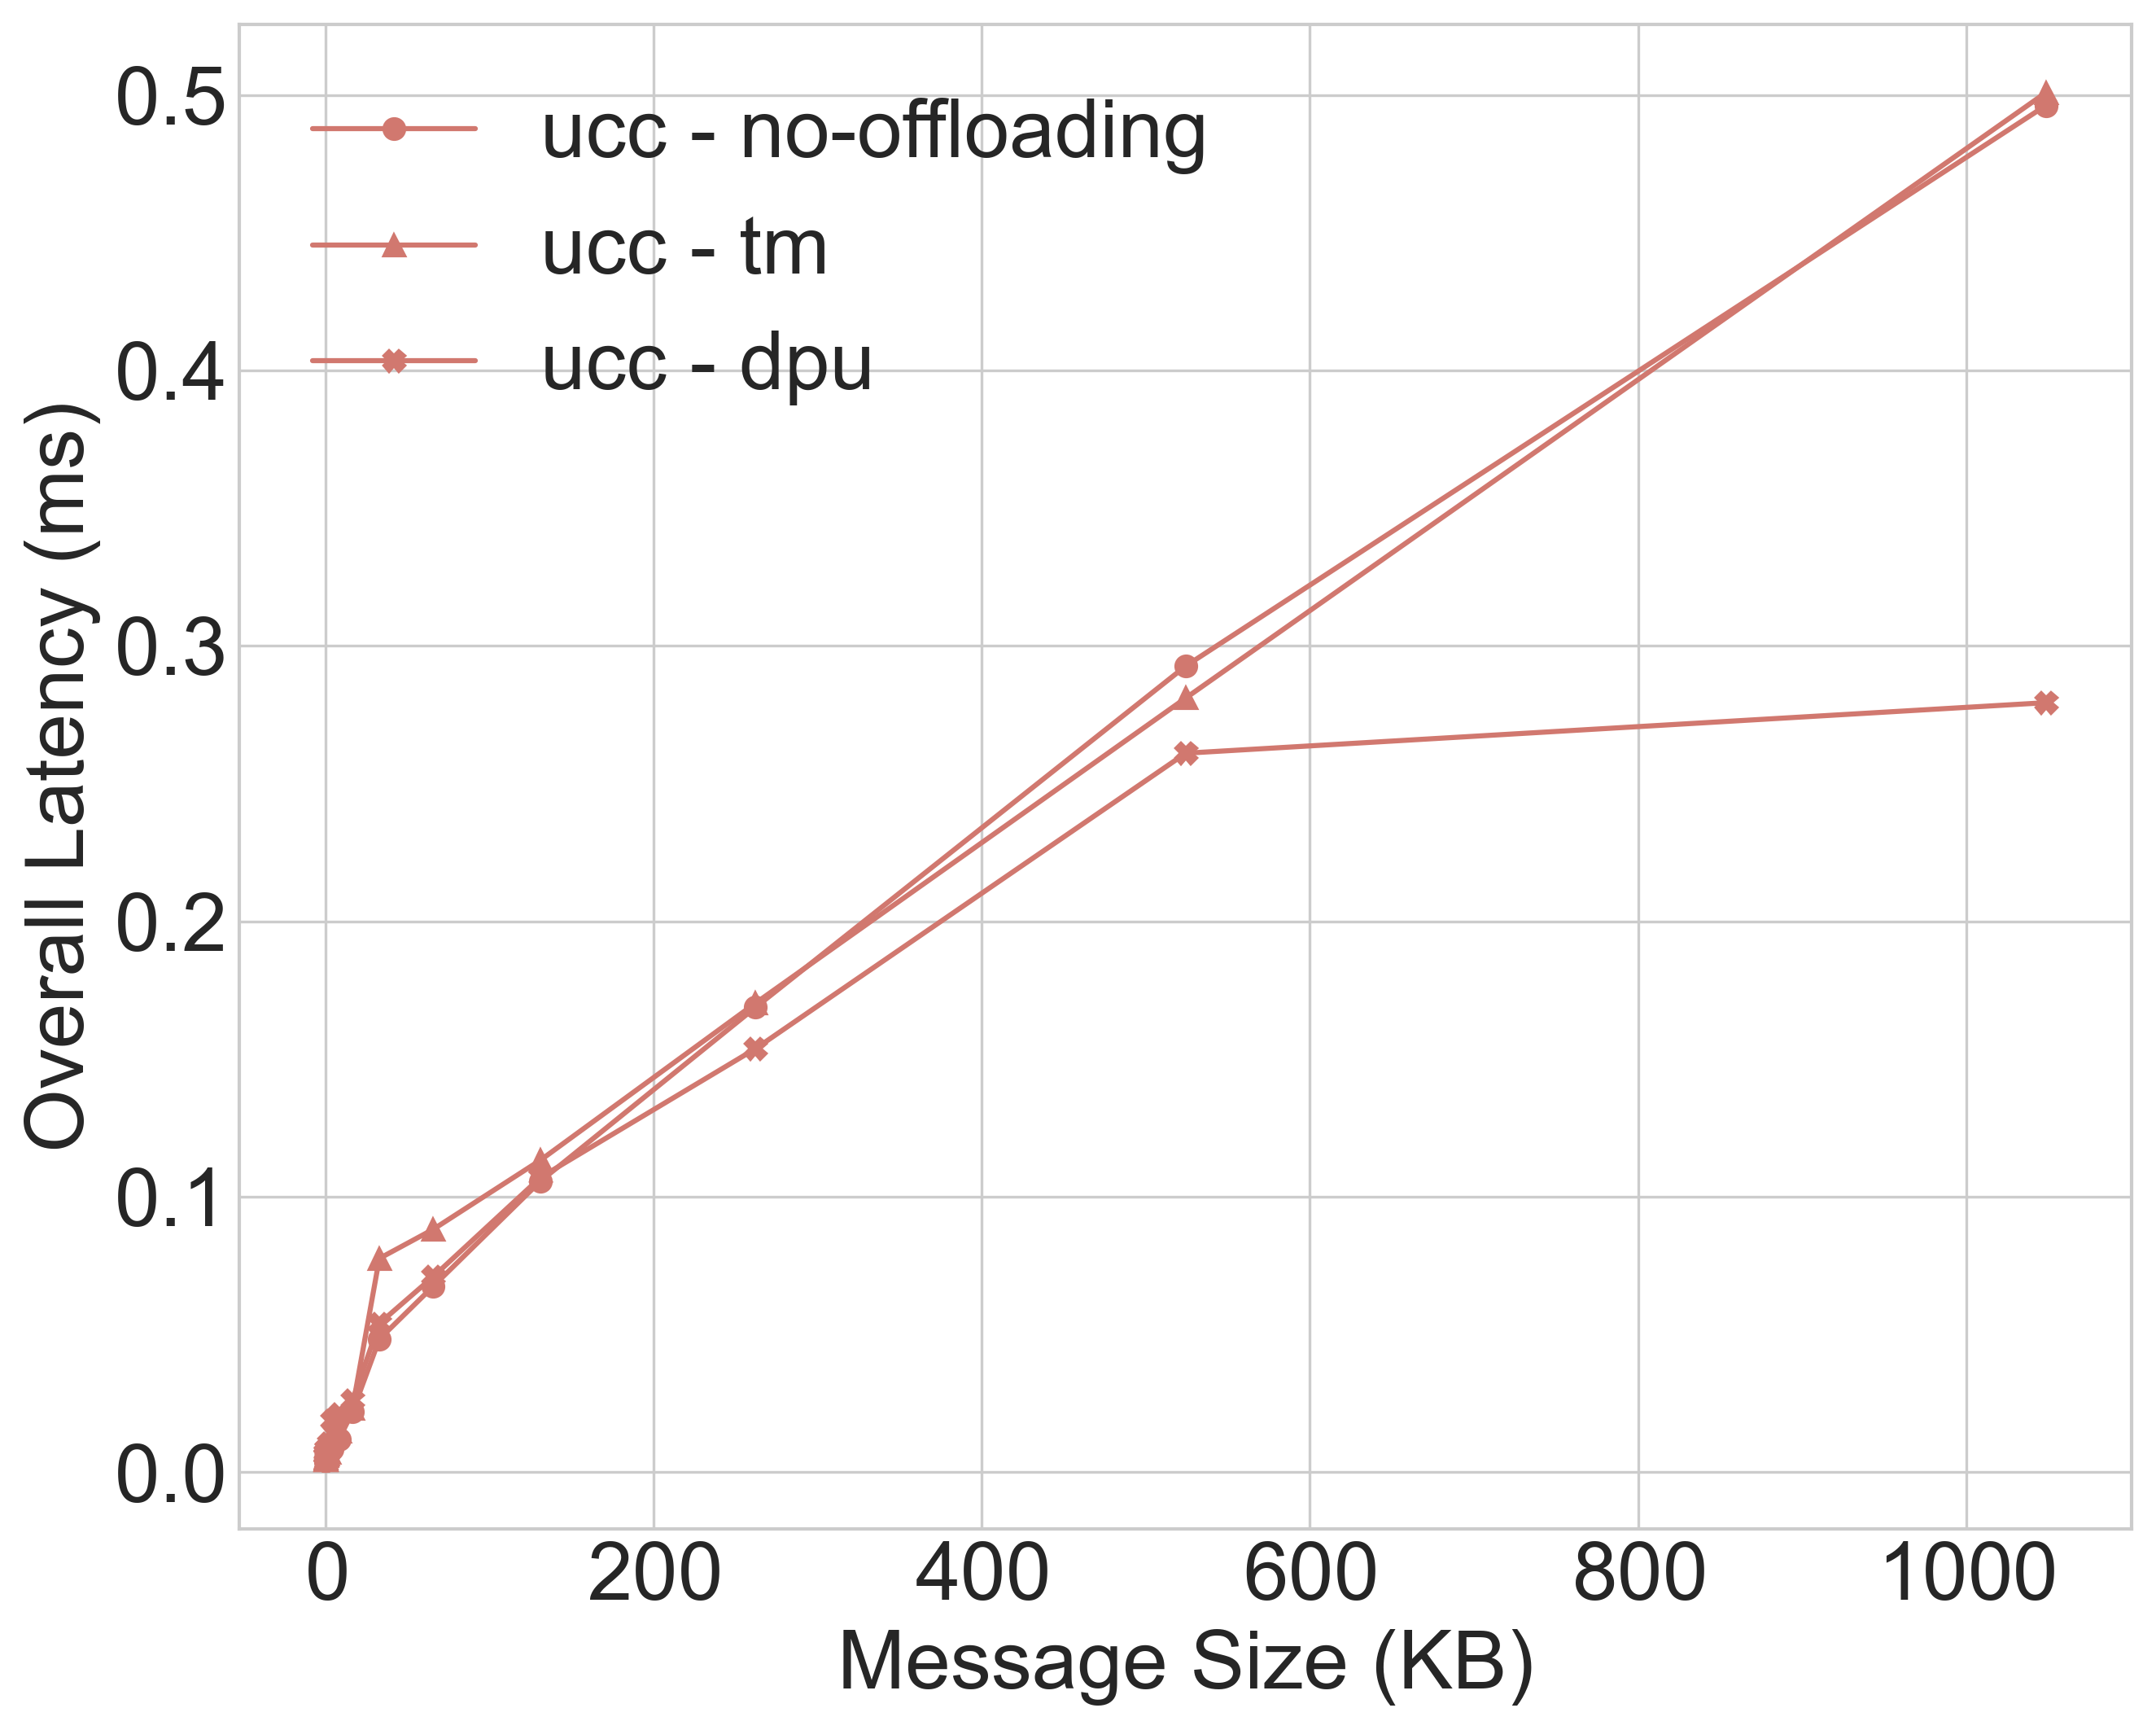 0.5
0.4
0.3
0.2
0.1
0.0
Overall Latency (ms)
ucc - no-offloading
ucc - tm
ucc - dpu
0 200 400 600 800 1000
Message Size (KB)